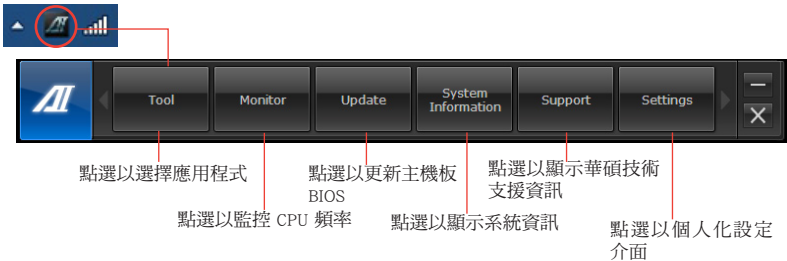 Tool
Monitor
Update
System
Information
Support
Settings
點選以選擇應用程式
點選以監控 CPU 頻率
點選以更新主機板
BIOS
點選以顯示系統資訊
點選以顯示華碩技術
支援資訊
點選以個人化設定
介面